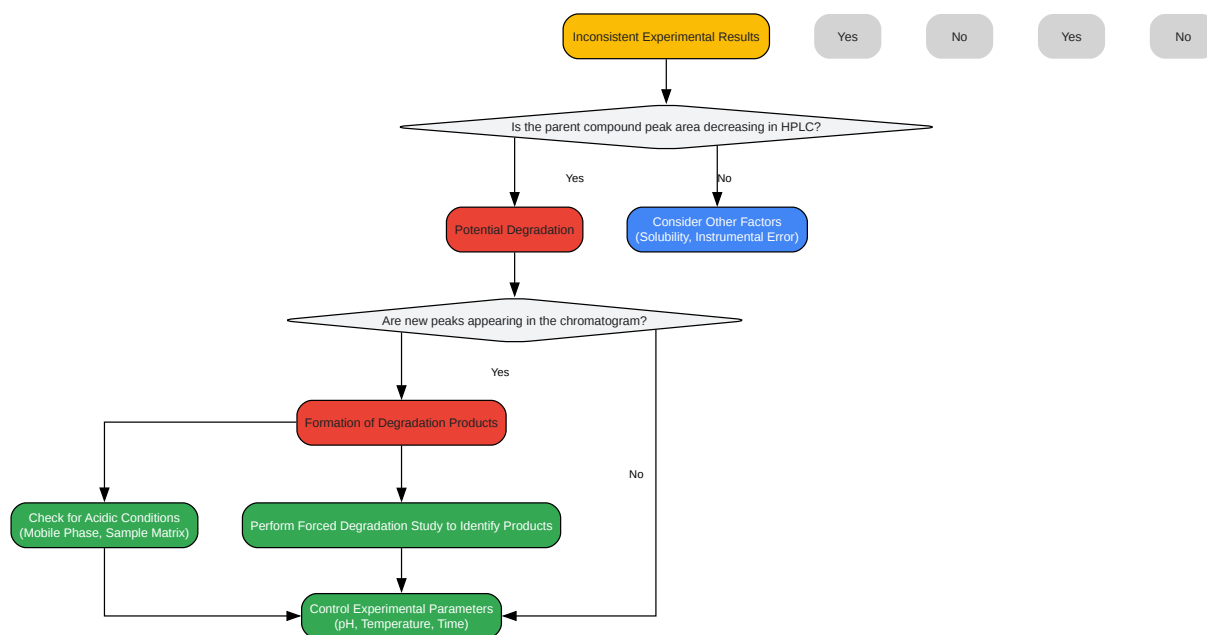 Inconsistent Experimental Results
Yes
No
Yes
No
Is the parent compound peak area decreasing in HPLC?
Yes
No
Potential Degradation
Consider Other Factors
(Solubility, Instrumental Error)
Are new peaks appearing in the chromatogram?
Yes
Formation of Degradation Products
No
Check for Acidic Conditions
(Mobile Phase, Sample Matrix)
Perform Forced Degradation Study to Identify Products
Control Experimental Parameters
(pH, Temperature, Time)